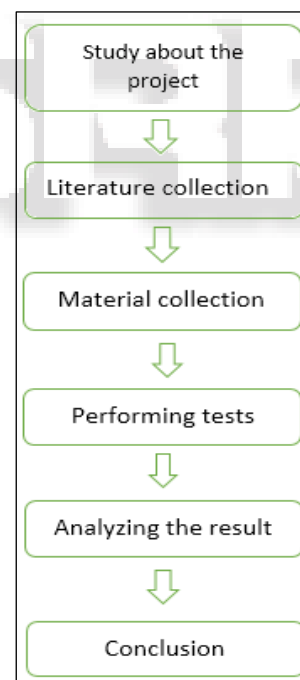 Study about the
project
Literature collection
Material collection
Performing tests
Analyzing the result
Conclusion